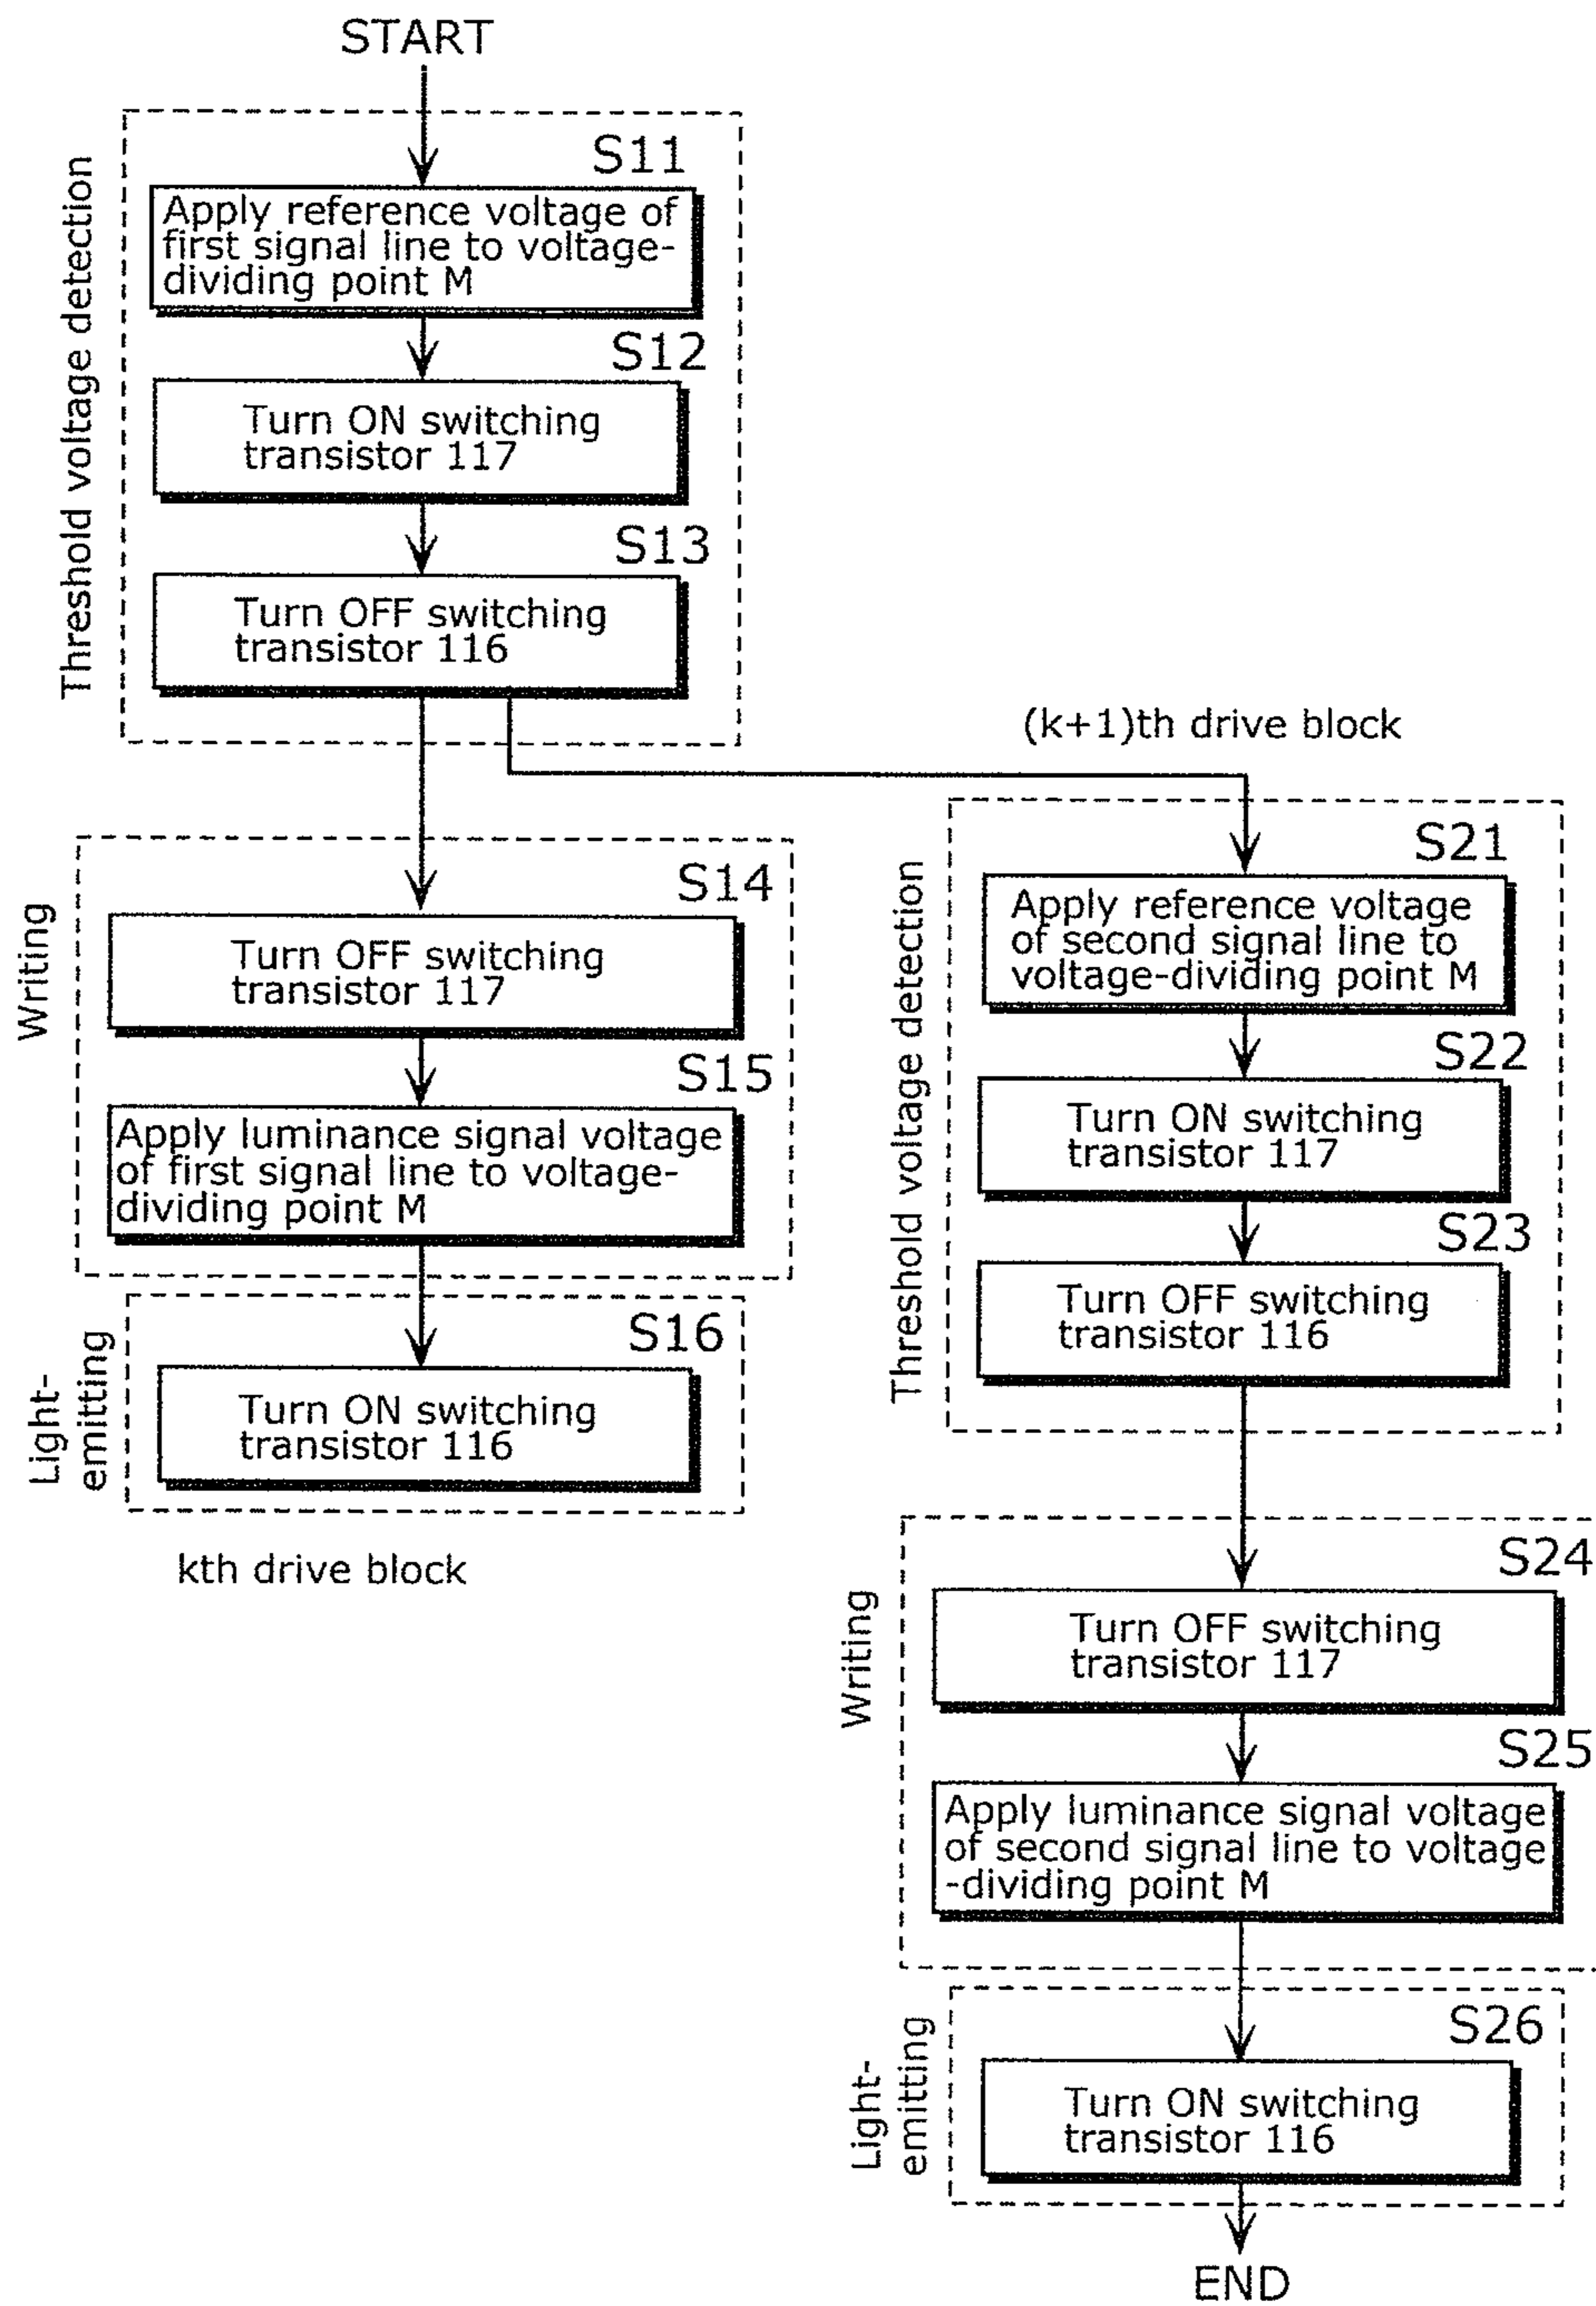 START
Threshold voltage detection
S11
Apply reference voltage of
first signal line to voltage-
dividing point M
S12
Turn ON switching
transistor 117
S13
Turn OFF switching
transistor 116
Writing
S14
Turn OFF switching
transistor 117
S15
Apply luminance signal voltage
of first signal line to voltage-
dividing point M
Light-
emitting
S16
Turn ON switching
transistor 116
kth drive block
(k+1)th drive block
Threshold voltage detection
S21
Apply reference voltage
of second signal line to
voltage-dividing point M
S22
Turn ON switching
transistor 117
S23
Turn OFF switching
transistor 116
Writing
S24
Turn OFF switching
transistor 117
S25
Apply luminance signal voltage
of second signal line to voltage
-dividing point M
Light-
emitting
S26
Turn ON switching
transistor 116
END